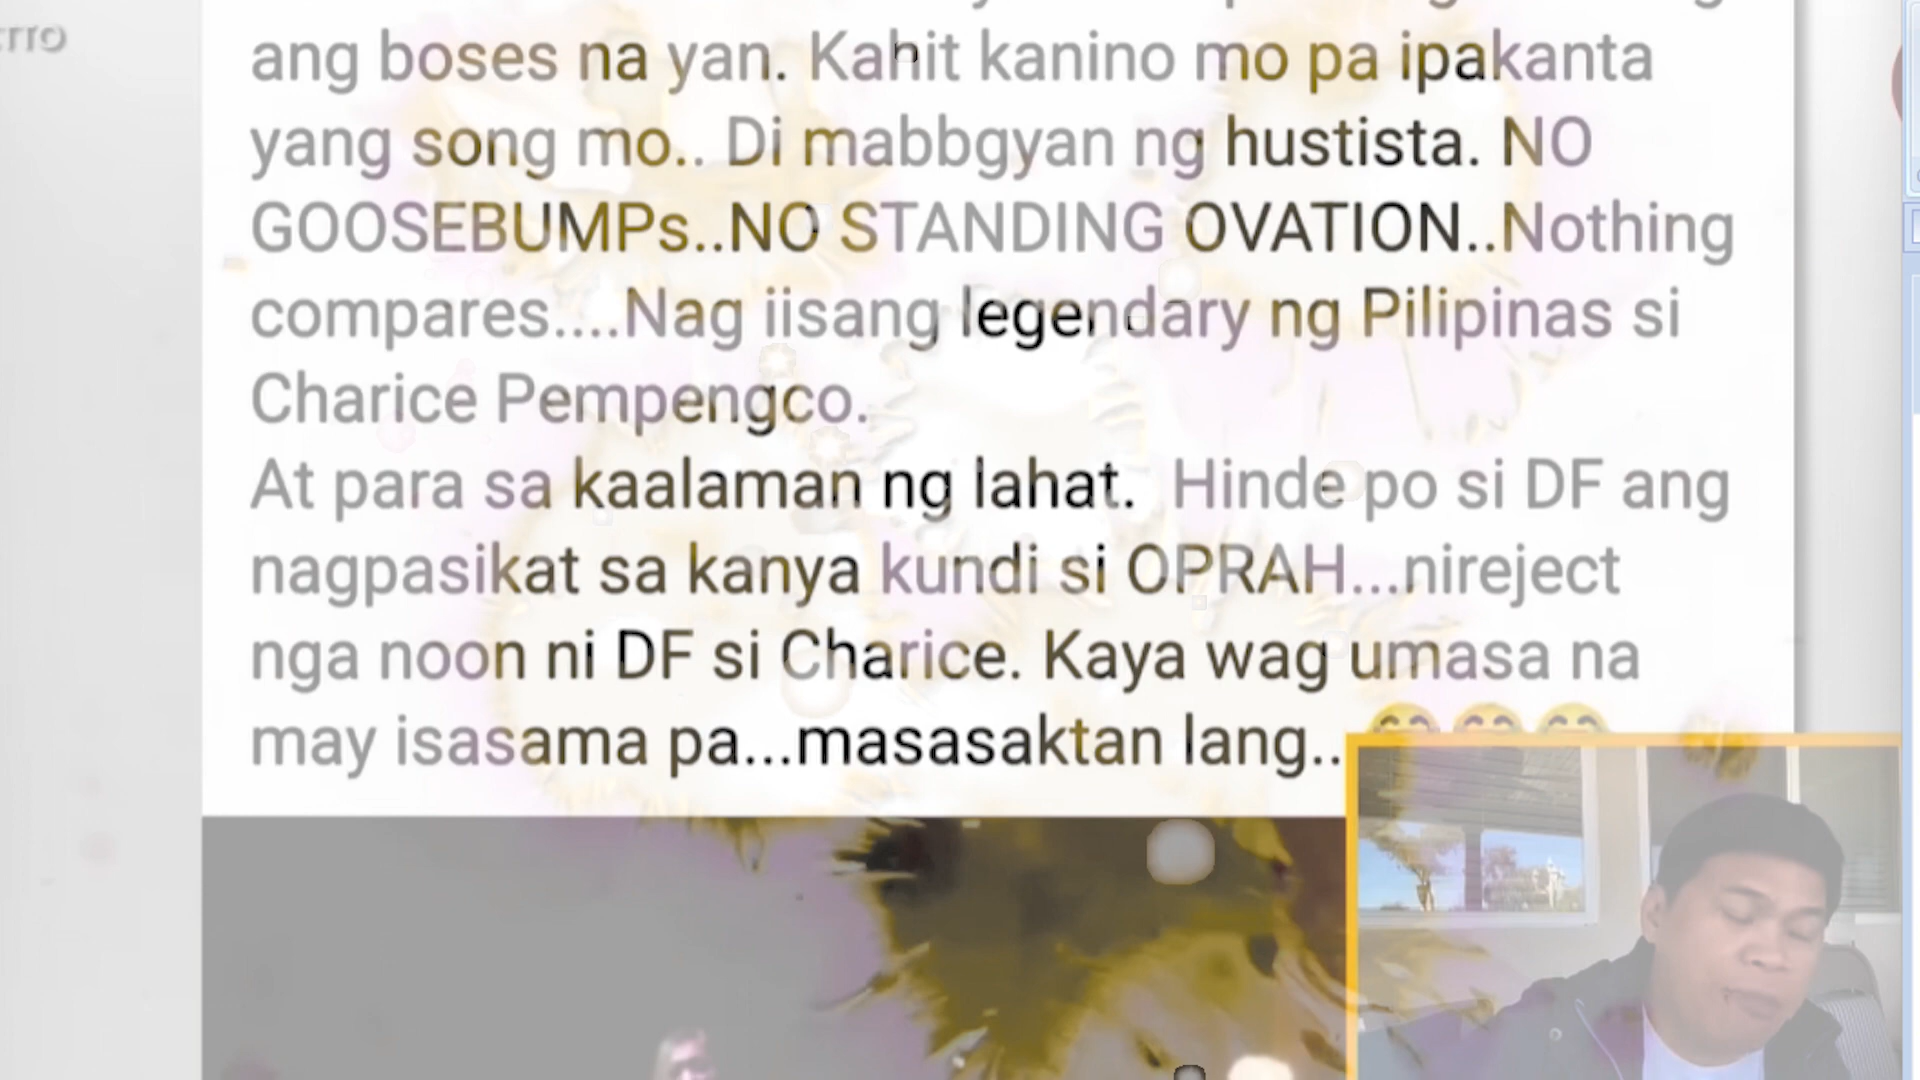 ang boses na yan. Kahit kanino mo pa ipakanta
yang song mo.. Di mabbgyan ng hustista. NO
GOOSEBUMPs..NO STANDING OVATION..Nothing
compares....Nag iisang legendary ng Pilipinas si
Charice Pempengco.
At para sa kaalaman ng lahat. Hinde po si DF ang
nagpasikat sa kanya kundi si OPRAH...nireject
nga noon ni DF si Charice. Kaya wag umasa na
may isasama pa...masasaktan lang..